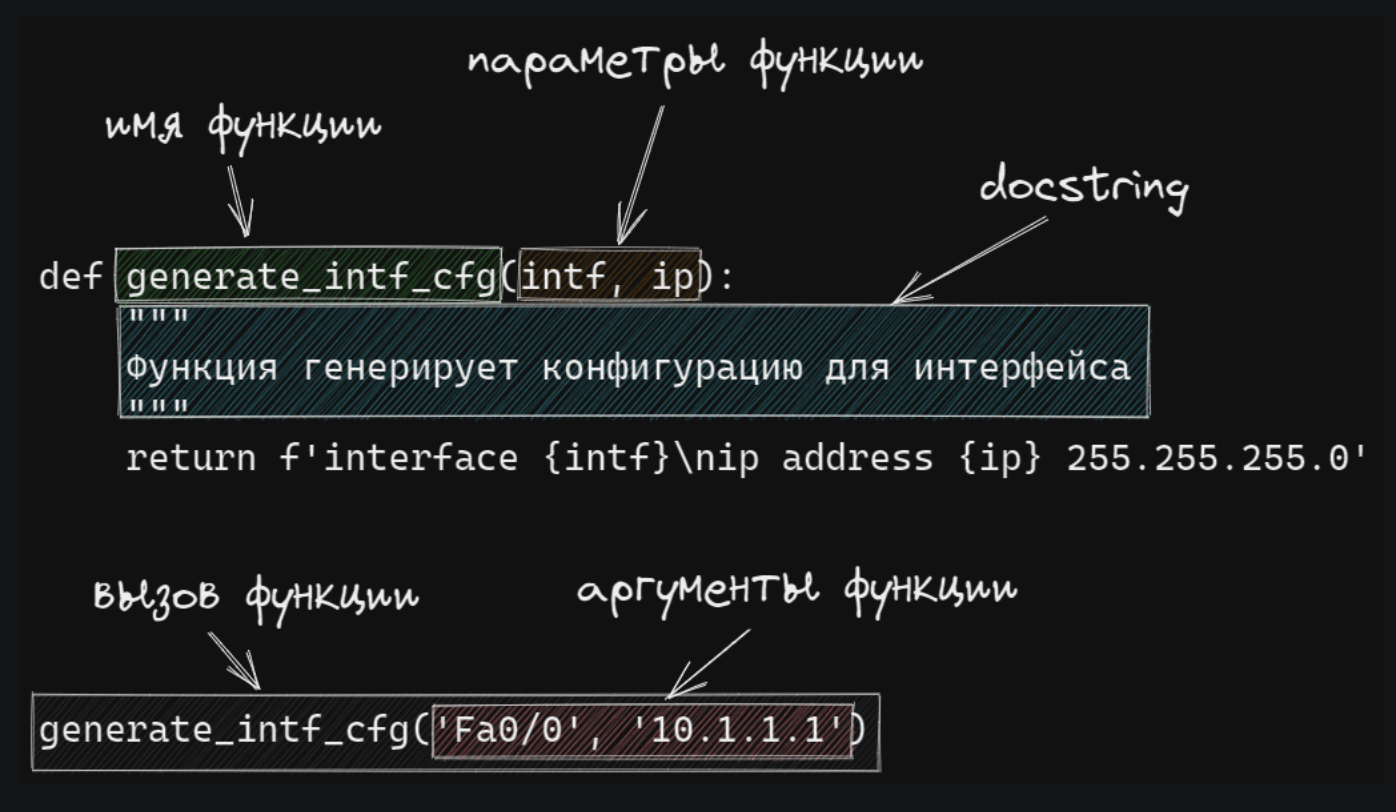 параметры функции
имя функции
docstring
def generate_intf_cfg(intf, ip):
"""
Функция генерирует конфигурацию для интерфейса
"""
return f'interface {intf}\nip address {ip} 255.255.255.0'
вызов функции
аргументы функции
generate_intf_cfg('Fa0/0', '10.1.1.1')